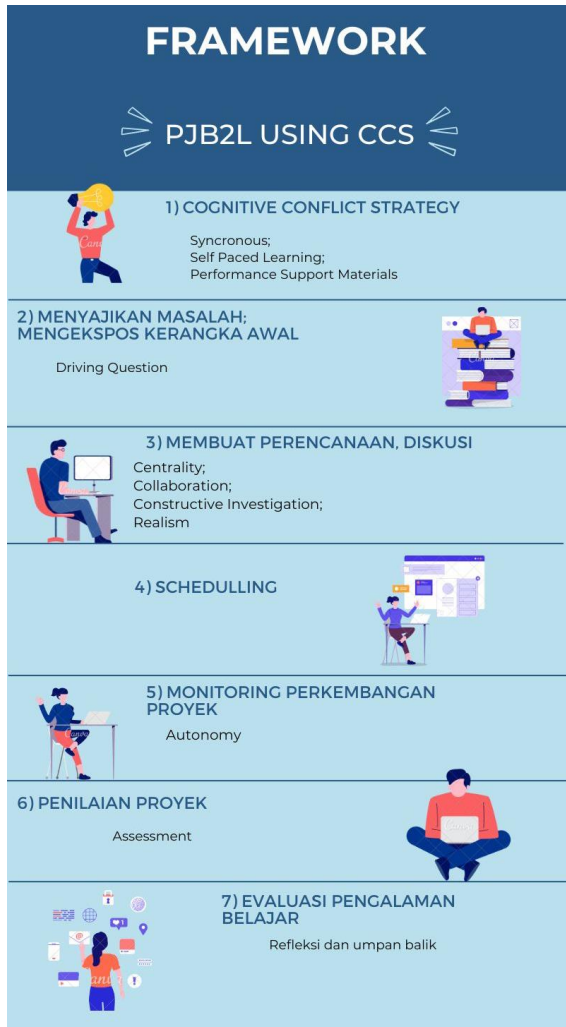 FRAMEWORK
PJB2L USING CCS
1) COGNITIVE CONFLICT STRATEGY
Syncronous;
Self Paced Learning;
Performance Support Materials
2) MENYAJIKAN MASALAH;
MENGEKSPOS KERANGKA AWAL
Driving Question
3) MEMBUAT PERENCANAAN, DISKUSI
Centrality;
Collaboration;
Constructive Investigation;
Realism
4) SCHEDULLING
5) MONITORING PERKEMBANGAN
PROYEK
Autonomy
6) PENILAIAN PROYEK
Assessment
7) EVALUASI PENGALAMAN
BELAJAR
Refleksi dan umpan balik